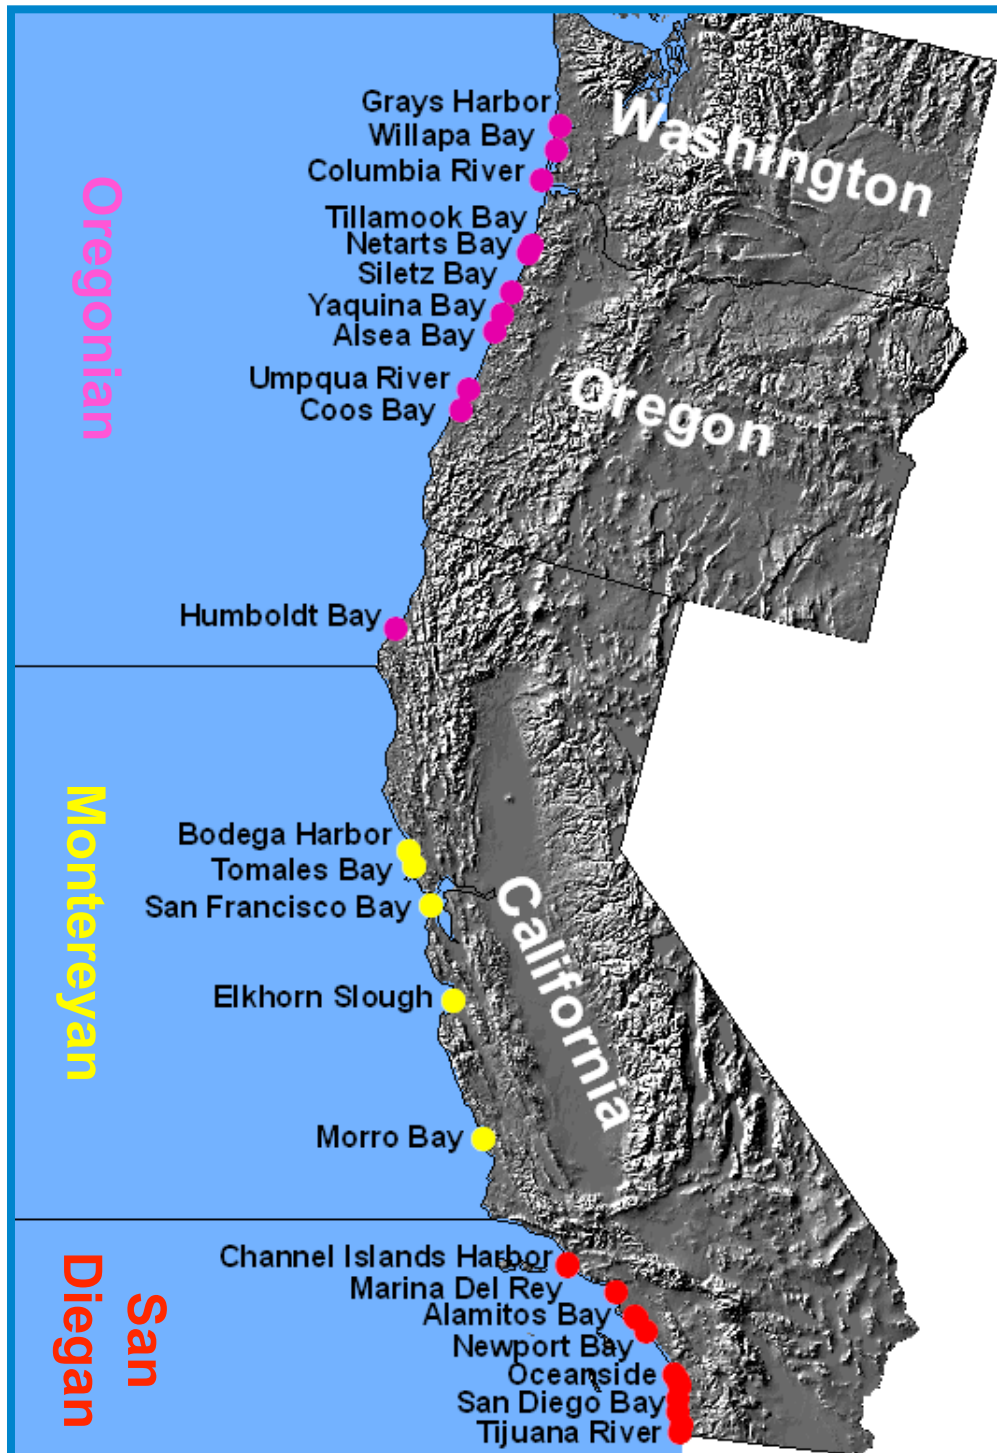 Grays Harbor
Willapa Bay
Columbia River
Tillamook Bay
Netarts Bay
Siletz Bay
Yaquina Bay
Alsea Bay
Umpqua River
Coos Bay
Humboldt Bay
Bodega Harbor
Tomales Bay
San Francisco Bay
Elkhorn Slough
Morro Bay
Channel Islands Harbor
Marina Del Rey
Alamitos Bay
Newport Bay
Oceanside
San Diego Bay
Tijuana River
Washington
Oregon
California
Oregonian
Montereyan
San
Diegan